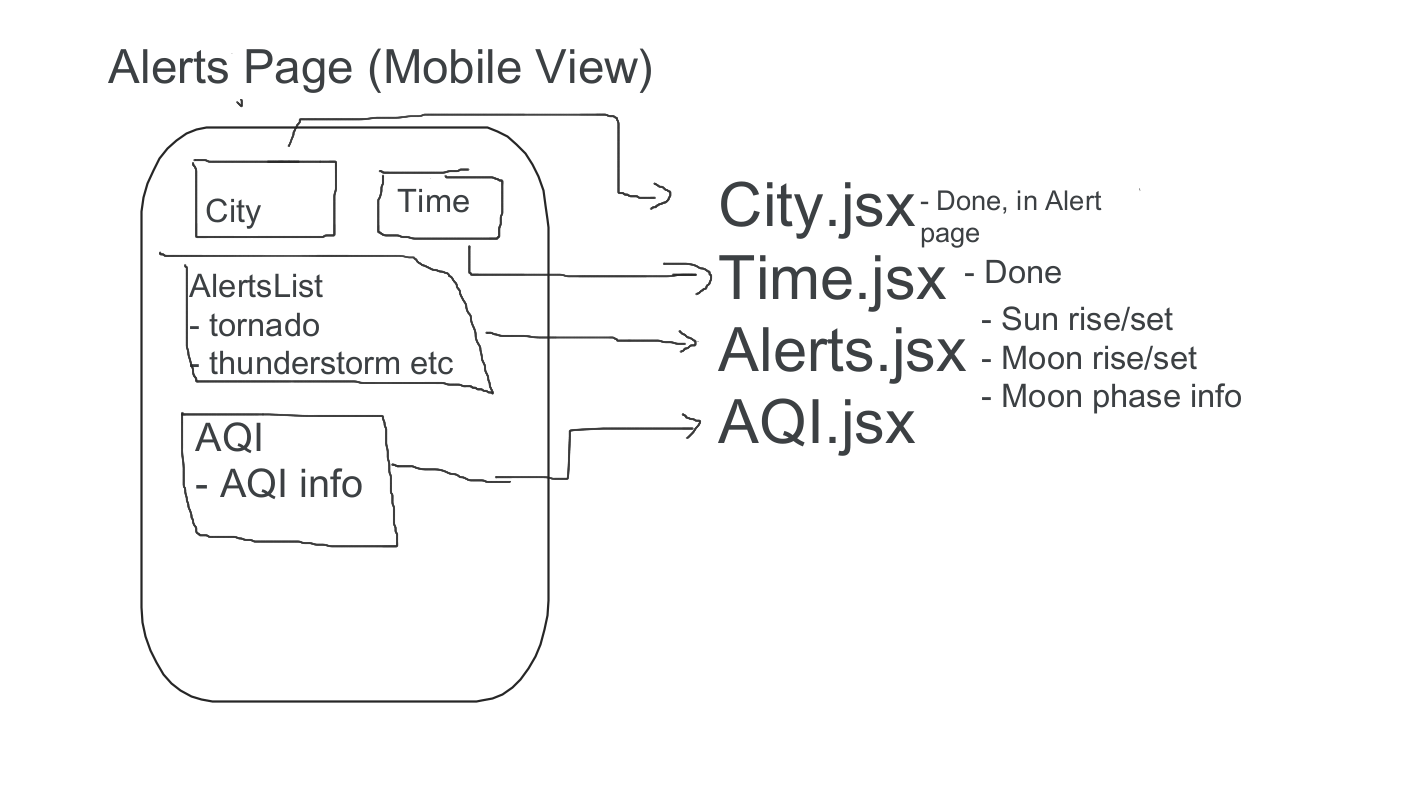 Alerts Page (Mobile View)
City
Time
AlertsList
- tornado
- thunderstorm etc
AQI
- AQI info
City.jsx
- Done, in Alert
page
Time.jsx
- Done
Alerts.jsx
- Sun rise/set
- Moon rise/set
- Moon phase info
AQI.jsx